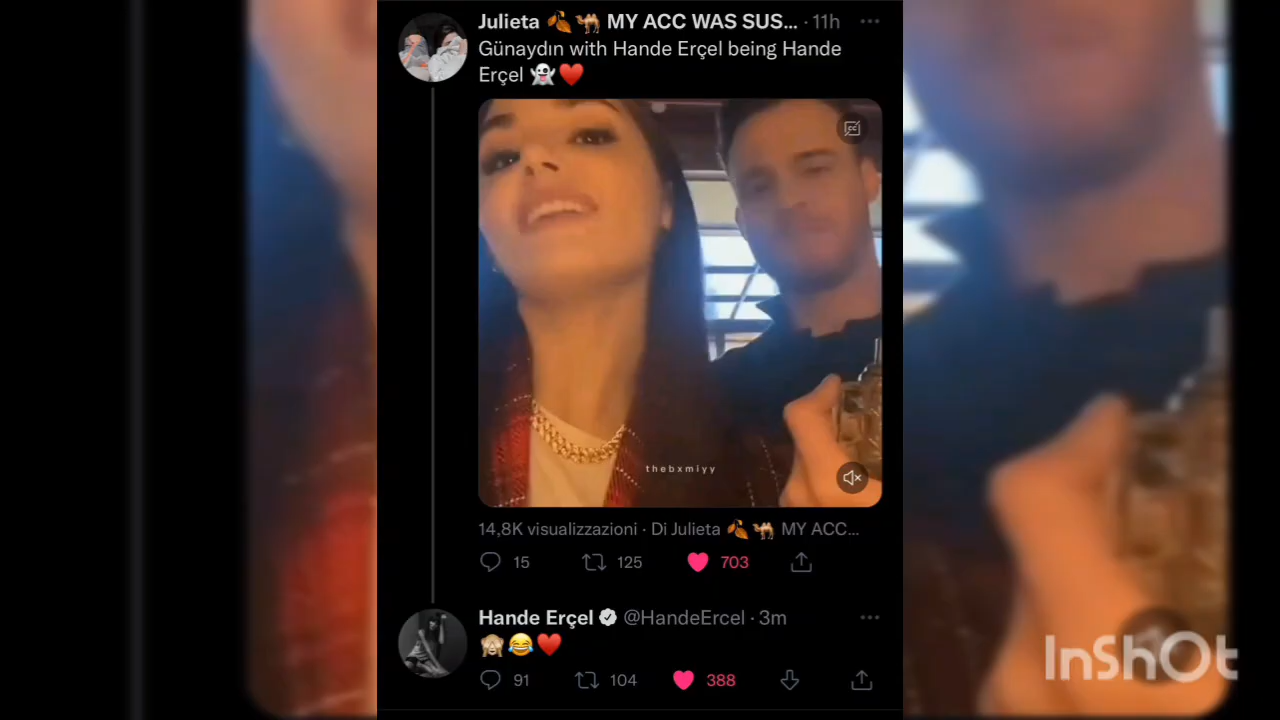 Julieta 🍂🐫 MY ACC WAS SUS... · 11h
Günaydın with Hande Erçel being Hande
Erçel 👻❤️
thebxmiyy
14,8K visualizzazioni · Di Julieta 🍂🐫 MY ACC...
15 125 703
Hande Erçel @HandeErcel · 3m
🙈😂❤️
91 104 388
InShOt